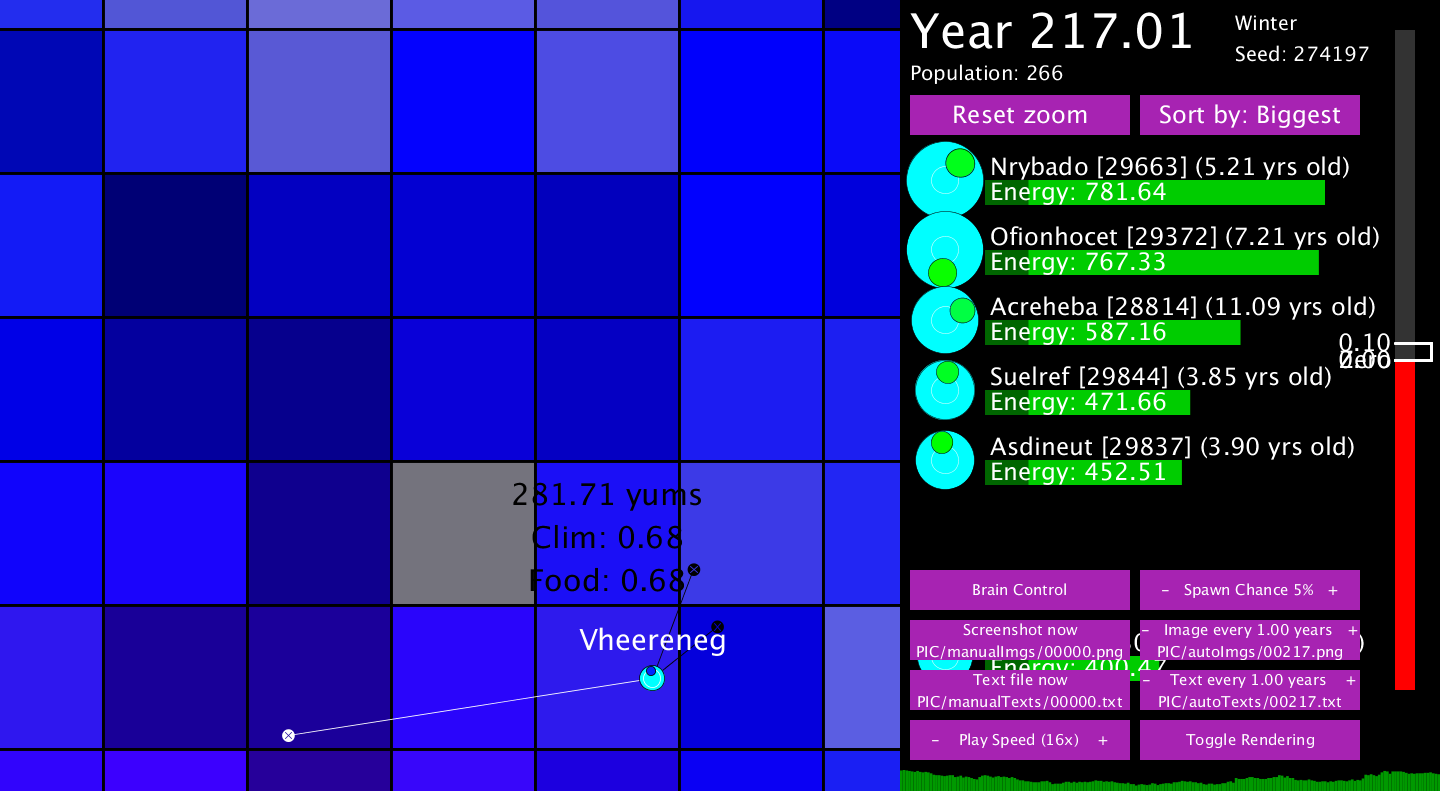 Year 217.01
Winter
Seed: 274197
Population: 266
Reset zoom
Sort by: Biggest
Nrybado [29663] (5.21 yrs old)
Energy: 781.64
Ofionhocet [29372] (7.21 yrs old)
Energy: 767.33
Acreheba [28814] (11.09 yrs old)
Energy: 587.16
0.10
Zero
Suelref [29844] (3.85 yrs old)
Energy: 471.66
Asdineut [29837] (3.90 yrs old)
Energy: 452.51
281.71 yums
Clim: 0.68
Food: 0.68
Vheereneg
Brain Control
- Spawn Chance 5% +
Screenshot now
PIC/manualImgs/00000.png
- Image every 1.00 years +
PIC/autoImgs/00217.png
Energy: 400.47
Text file now
PIC/manualTexts/00000.txt
- Text every 1.00 years +
PIC/autoTexts/00217.txt
- Play Speed (16x) +
Toggle Rendering